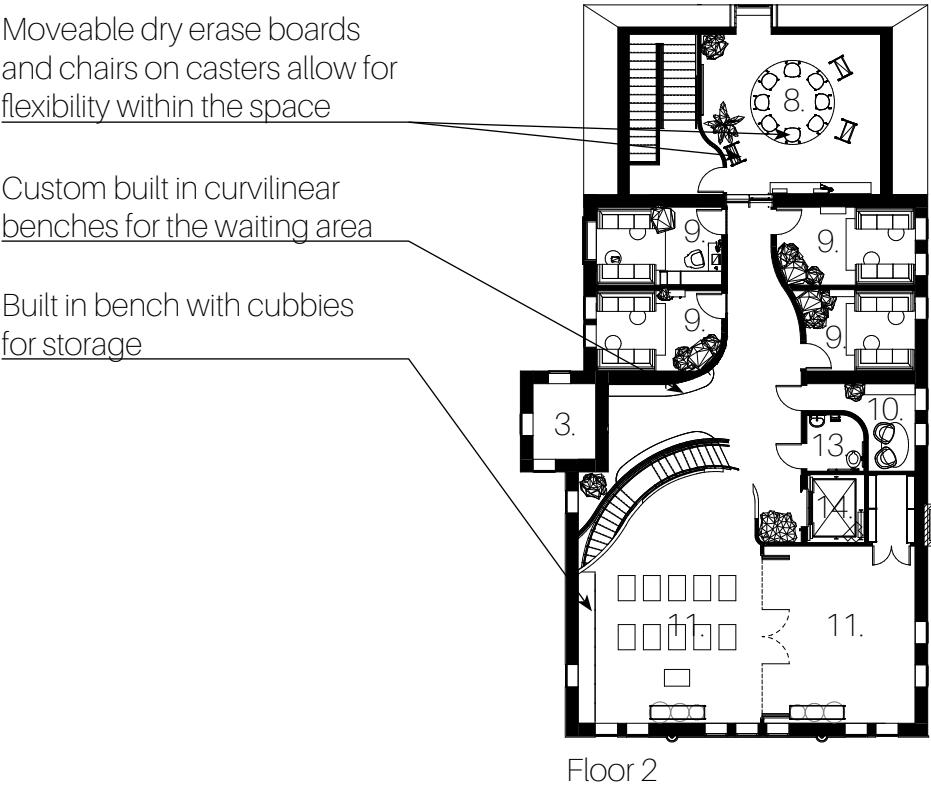 Moveable dry erase boards
and chairs on casters allow for
flexibility within the space
Custom built in curvilinear
benches for the waiting area
Built in bench with cubbies
for storage
8.
9.
9.
9.
9.
3.
10.
13.
14.
11.
11.
Floor 2